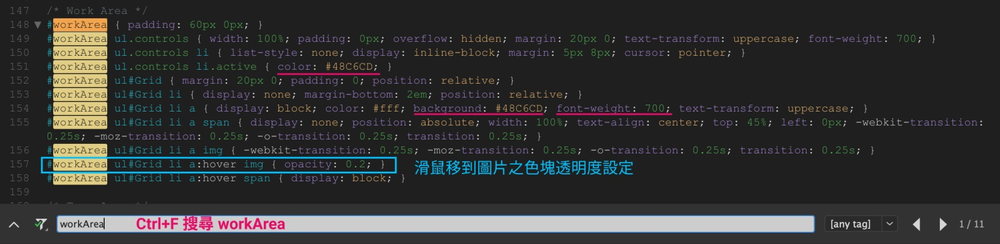 147 /* Work Area */
148 ▼ #workArea { padding: 60px 0px; }
149 #workArea ul.controls { width: 100%; padding: 0px; overflow: hidden; margin: 20px 0; text-transform: uppercase; font-weight: 700; }
150 #workArea ul.controls li { list-style: none; display: inline-block; margin: 5px 8px; cursor: pointer; }
151 #workArea ul.controls li.active { color: #48C6CD; }
152 #workArea ul#Grid { margin: 20px 0; padding: 0; position: relative; }
153 #workArea ul#Grid li { display: none; margin-bottom: 2em; position: relative; }
154 #workArea ul#Grid li a { display: block; color: #fff; background: #48C6CD; font-weight: 700; text-transform: uppercase; }
155 #workArea ul#Grid li a span { display: none; position: absolute; width: 100%; text-align: center; top: 45%; left: 0px; -webkit-transition:
0.25s; -moz-transition: 0.25s; -o-transition: 0.25s; transition: 0.25s; }
156 #workArea ul#Grid li a img { -webkit-transition: 0.25s; -moz-transition: 0.25s; -o-transition: 0.25s; transition: 0.25s; }
157 #workArea ul#Grid li a:hover img { opacity: 0.2; } 滑鼠移到圖片之色塊透明度設定
158 #workArea ul#Grid li a:hover span { display: block; }
159
workArea Ctrl+F 搜尋 workArea [any tag] 1 / 11